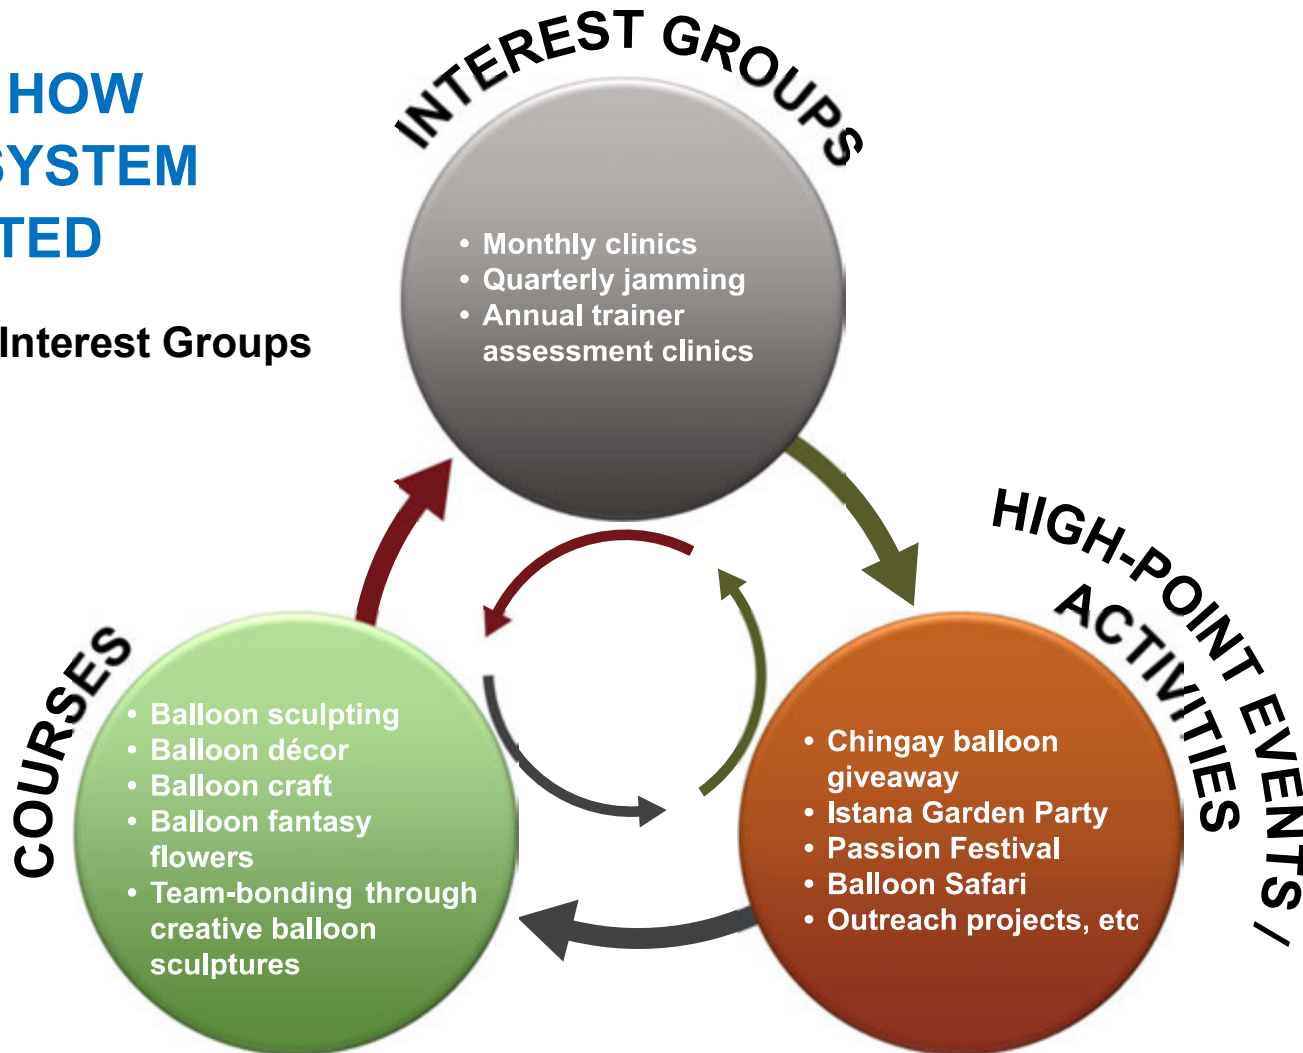 HOW
SYSTEM
TED
Interest Groups
INTEREST GROUPS
• Monthly clinics
• Quarterly jamming
• Annual trainer
assessment clinics
HIGH-POINT EVENTS /
ACTIVITIES
• Chingay balloon
giveaway
• Istana Garden Party
• Passion Festival
• Balloon Safari
• Outreach projects, etc
COURSES
• Balloon sculpting
• Balloon décor
• Balloon craft
• Balloon fantasy
flowers
• Team-bonding through
creative balloon
sculptures